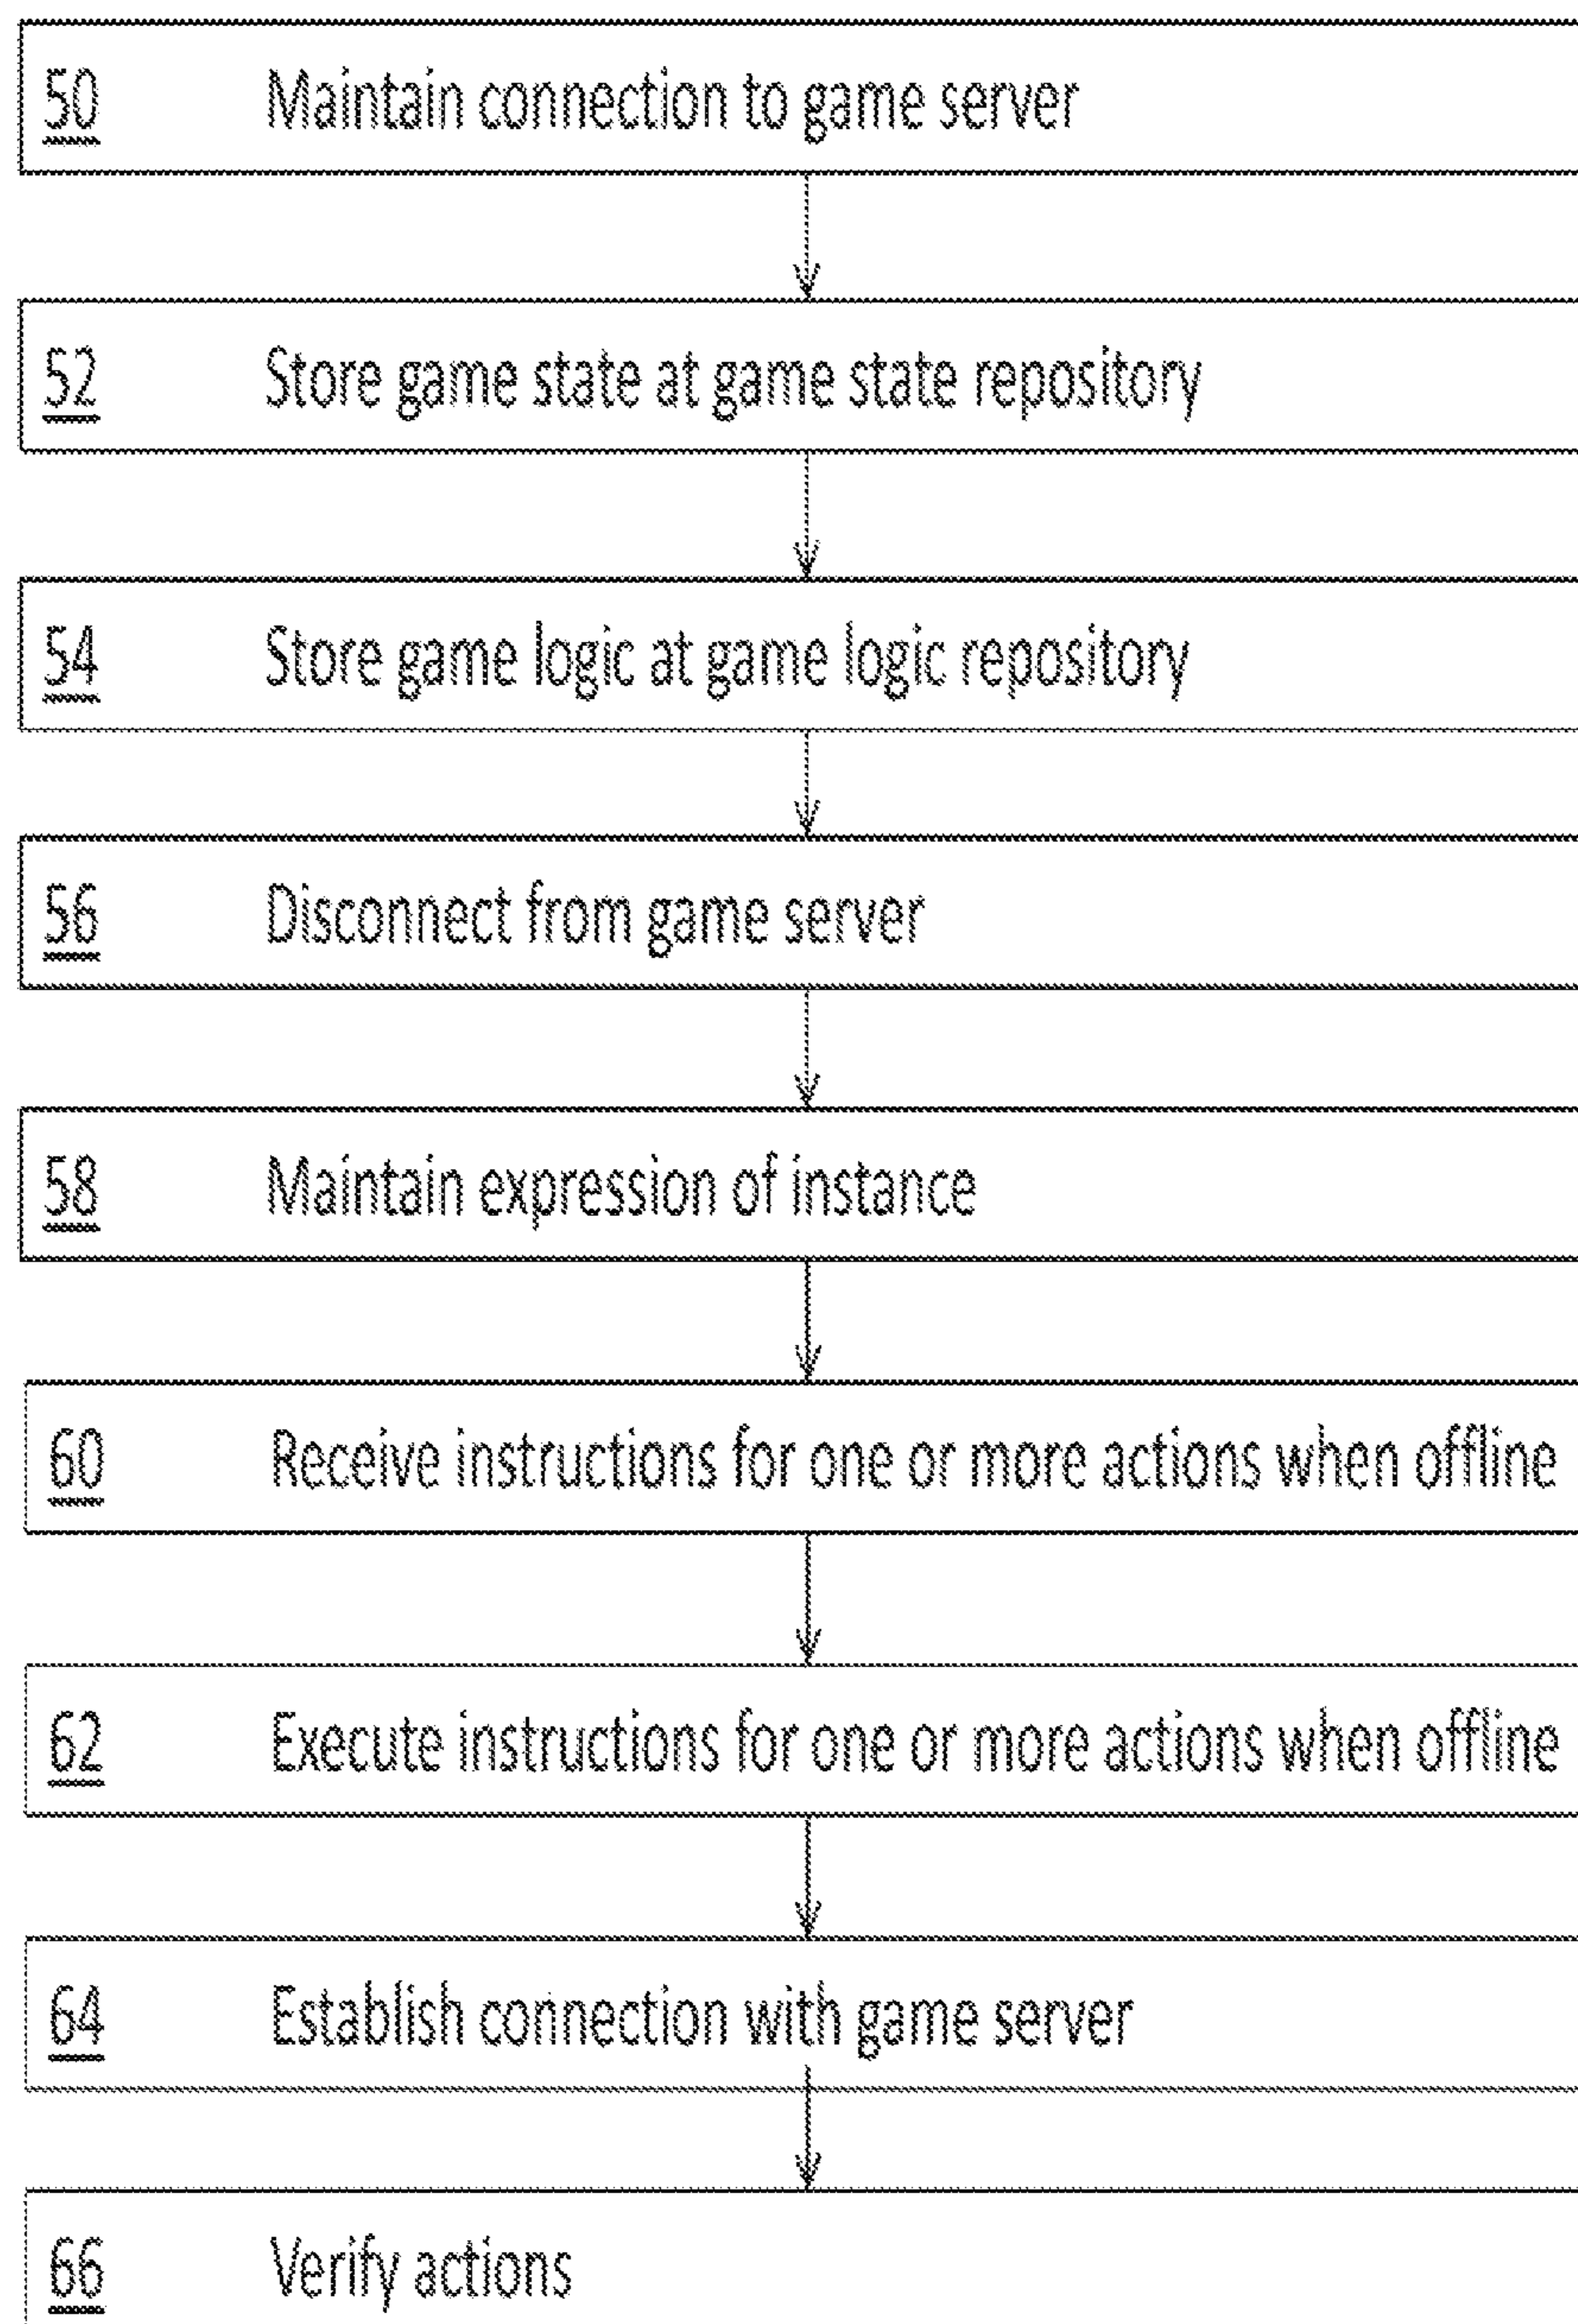 50 Maintain connection to game server
52 Store game state at game state repository
54 Store game logic at game logic repository
56 Disconnect from game server
58 Maintain expression of instance
60 Receive instructions for one or more actions when offline
62 Execute instructions for one or more actions when offline
64 Establish connection with game server
66 Verify actions